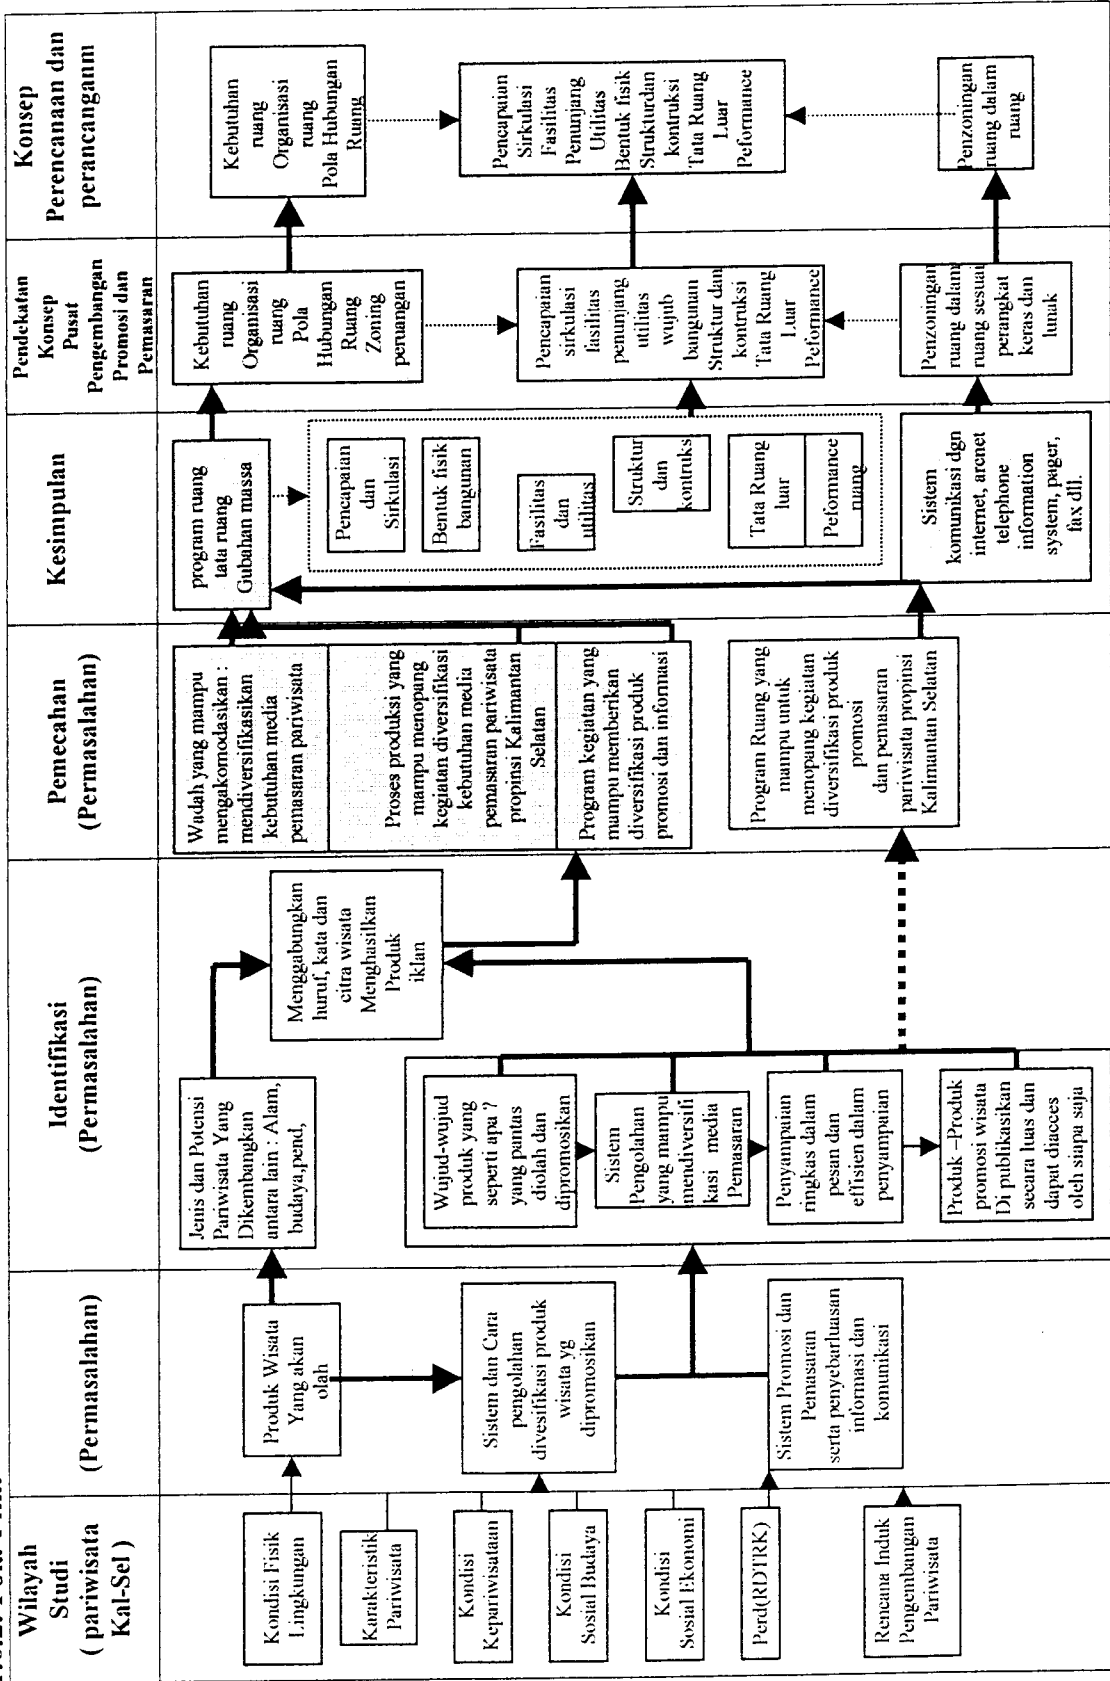 Wilayah
Studi
( pariwisata
Kal-Sel )
Kondisi Fisik
Lingkungan
Karakteristik
Pariwisata
Kondisi
Kepariwisataan
Kondisi
Sosial Budaya
Kondisi
Sosial Ekonomi
Perd(RDTRK)
Rencana Induk
Pengembangan
Pariwisata
(Permasalahan)
Produk Wisata
Yang akan
olah
Sistem dan Cara
pengolahan
divesifikasi produk
wisata yg
dipromosikan
Sistem Promosi dan
Pemasaran
serta penyebarluasan
informasi dan
komunikasi
Identifikasi
(Permasalahan)
Jenis dan Potensi
Pariwisata Yang
Dikembangkan
antara lain : Alam,
budaya,pend,
Menggabungkan
huruf, kata dan
citra wisata
Menghasilkan
Produk
iklan
Wujud-wujud
produk yang
seperti apa ?
yang pantas
diolah dan
dipromosikan
Sistem
Pengolahan
yang mampu
mendiversifi
kasi media
Pemasaran
Penyampaian
ringkas dalam
pesan dan
effisien dalam
penyampaian
Produk –Produk
promosi wisata
Di publikasikan
secara luas dan
dapat diacces
oleh siapa saja
Pemecahan
(Permasalahan)
Wadah yang mampu
mengakomodasikan :
mendiversifikasikan
kebutuhan media
pemasaran pariwisata
Proses produksi yang
mampu menopang
kegiatan diversifikasi
kebutuhan media
pemasaran pariwisata
propinsi Kalimantan
Selatan
Program kegiatan yang
mampu memberikan
diversifikasi produk
promosi dan informasi
Program Ruang yang
mampu untuk
menopang kegiatan
diversifikasi produk
promosi
dan pemasaran
pariwisata propinsi
Kalimantan Selatan
Kesimpulan
program ruang
tata ruang
Gubahan massa
Pencapaian
dan
Sirkulasi
Bentuk fisik
bangunan
Fasilitas
dan
utilitas
Struktur
dan
kontruks
Tata Ruang
luar
Peformance
ruang
Sistem
komunikasi dgn
internet, arcnet
telephone
information
system, pager,
fax dll.
Pendekatan
Konsep
Pusat
Pengembangan
Promosi dan
Pemasaran
Kebutuhan
ruang
Organisasi
ruang
Pola
Hubungan
Ruang
Zoning
peruangan
Pencapaian
sirkulasi
fasilitas
penunjang
utilitas
wujub
bangunan
Struktur dan
kontruksi
Tata Ruang
Luar
Peformance
Penzoningan
ruang dalam
ruang sesuai
perangkat
keras dan
lunak
Konsep
Perencanaan dan
perancanganm
Kebutuhan
ruang
Organisasi
ruang
Pola Hubungan
Ruang
Pencapaian
Sirkulasi
Fasilitas
Penunjang
Utilitas
Bentuk fisik
Strukturdan
kontruksi
Tata Ruang
Luar
Peformance
Penzoningan
ruang dalam
ruang